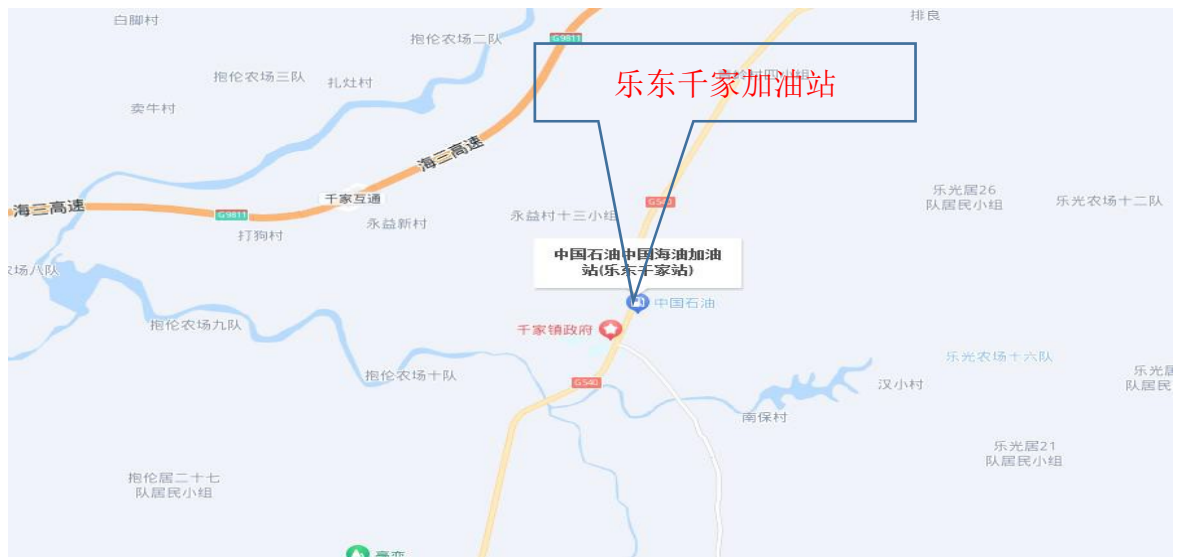 白脚村
排良
抱伦农场二队
G9811
抱伦农场三队
扎灶村
乐东千家加油站
卖牛村
海三高速
千家互通
乐光居26
队居民小组
乐光农场十二队
G540
海三高速
G9811
永益新村
永益村十三小组
打狗村
中国石油中国海油加油
站(乐东千家站)
农场八队
中国石油
抱伦农场九队
千家镇政府
乐光农场十六队
抱伦农场十队
G540
汉小村
乐光居
队居民
南保村
乐光居21
队居民小组
抱伦居二十七
队居民小组